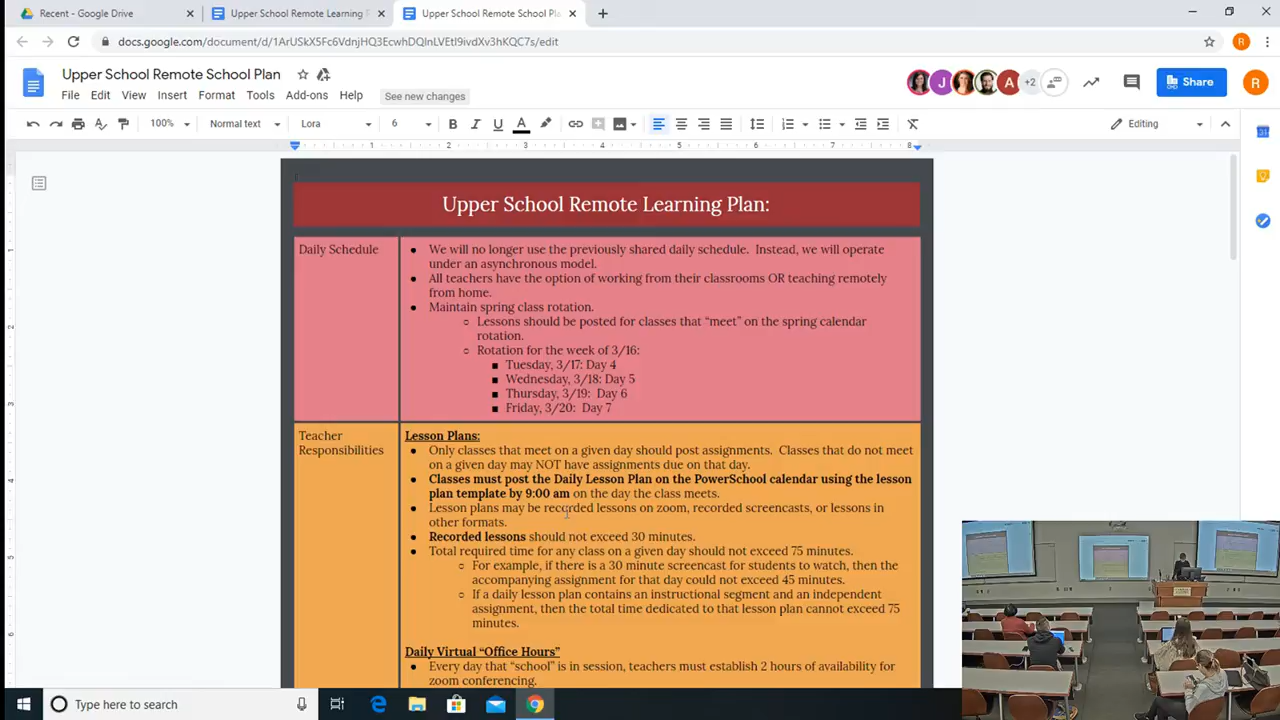 Recent - Google Drive
Upper School Remote Learning P
Upper School Remote School Pla
docs.google.com/document/d/1ArUSkX5Fc6VdnjHQ3EcwhDQlnLVEtl9ivdXv3hKQC7s/edit
R
Upper School Remote School Plan
File Edit View Insert Format Tools Add-ons Help See new changes
J A +2 Share R
100% Normal text Lora 6 B I U A Editing
1 2 3 4 5 6 7 8
Upper School Remote Learning Plan:
Daily Schedule
● We will no longer use the previously shared daily schedule. Instead, we will operate
under an asynchronous model.
● All teachers have the option of working from their classrooms OR teaching remotely
from home.
● Maintain spring class rotation.
○ Lessons should be posted for classes that “meet” on the spring calendar
rotation.
○ Rotation for the week of 3/16:
■ Tuesday, 3/17: Day 4
■ Wednesday, 3/18: Day 5
■ Thursday, 3/19: Day 6
■ Friday, 3/20: Day 7
Teacher
Responsibilities
Lesson Plans:
● Only classes that meet on a given day should post assignments. Classes that do not meet
on a given day may NOT have assignments due on that day.
● Classes must post the Daily Lesson Plan on the PowerSchool calendar using the lesson
plan template by 9:00 am on the day the class meets.
● Lesson plans may be recorded lessons on zoom, recorded screencasts, or lessons in
other formats.
● Recorded lessons should not exceed 30 minutes.
● Total required time for any class on a given day should not exceed 75 minutes.
○ For example, if there is a 30 minute screencast for students to watch, then the
accompanying assignment for that day could not exceed 45 minutes.
○ If a daily lesson plan contains an instructional segment and an independent
assignment, then the total time dedicated to that lesson plan cannot exceed 75
minutes.
Daily Virtual “Office Hours”
● Every day that “school” is in session, teachers must establish 2 hours of availability for
zoom conferencing.
Type here to search